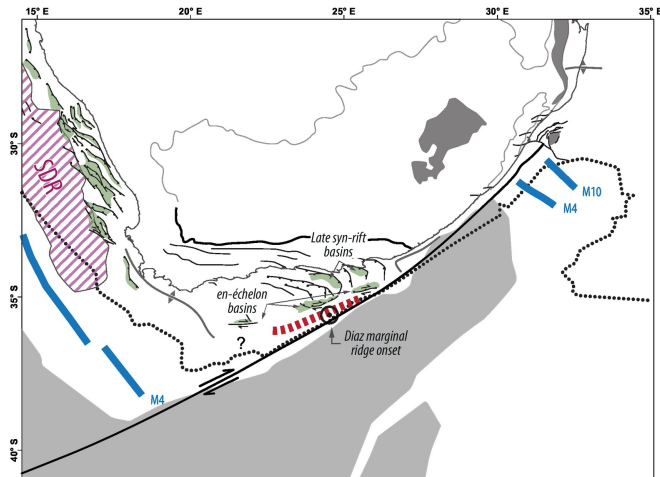 15° E
20° E
25° E
30° E
35° E
30° S
SDR
M10
M4
Late syn-rift
basins
35° S
en-échelon
basins
?
Diaz marginal
ridge onset
M4
40° S